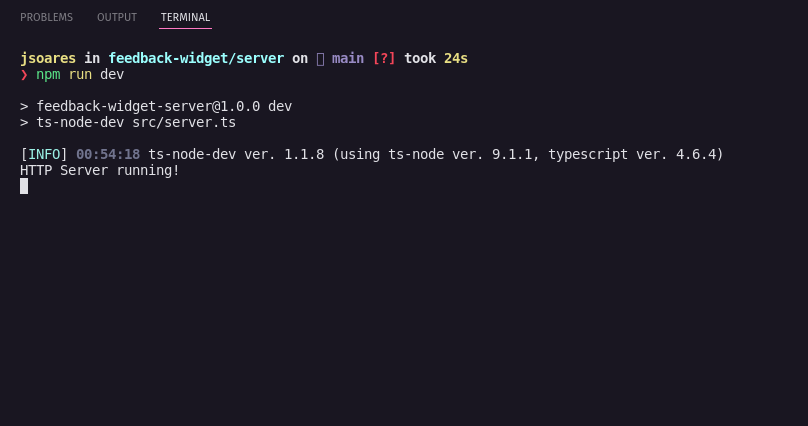 PROBLEMS OUTPUT TERMINAL
jsoares in feedback-widget/server on main [?] took 24s
❯ npm run dev
> feedback-widget-server@1.0.0 dev
> ts-node-dev src/server.ts
[INFO] 00:54:18 ts-node-dev ver. 1.1.8 (using ts-node ver. 9.1.1, typescript ver. 4.6.4)
HTTP Server running!